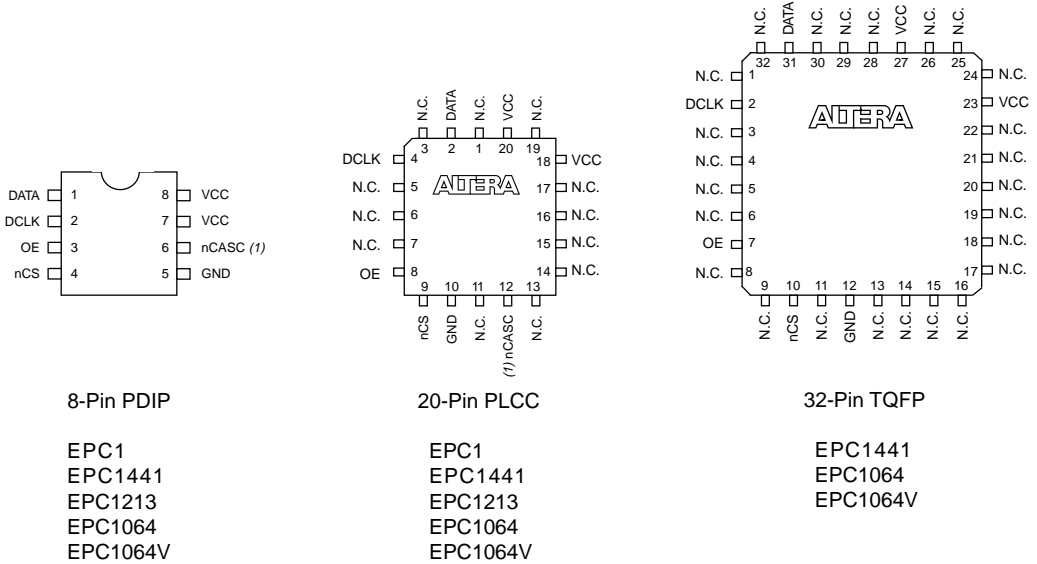 DATA 1 8 VCC
DCLK 2 7 VCC
OE 3 6 nCASC (1)
nCS 4 5 GND
8-Pin PDIP
EPC1
EPC1441
EPC1213
EPC1064
EPC1064V
N.C. DATA N.C. VCC N.C.
3 2 1 20 19
DCLK 4 18 VCC
ALTERA
N.C. 5 17 N.C.
N.C. 6 16 N.C.
N.C. 7 15 N.C.
OE 8 14 N.C.
9 10 11 12 13
nCS GND N.C. (1) nCASC N.C.
20-Pin PLCC
EPC1
EPC1441
EPC1213
EPC1064
EPC1064V
N.C. DATA N.C. N.C. N.C. VCC N.C. N.C.
32 31 30 29 28 27 26 25
N.C. 1 24 N.C.
DCLK 2 23 VCC
ALTERA
N.C. 3 22 N.C.
N.C. 4 21 N.C.
N.C. 5 20 N.C.
N.C. 6 19 N.C.
OE 7 18 N.C.
N.C. 8 17 N.C.
9 10 11 12 13 14 15 16
N.C. nCS N.C. GND N.C. N.C. N.C. N.C.
32-Pin TQFP
EPC1441
EPC1064
EPC1064V